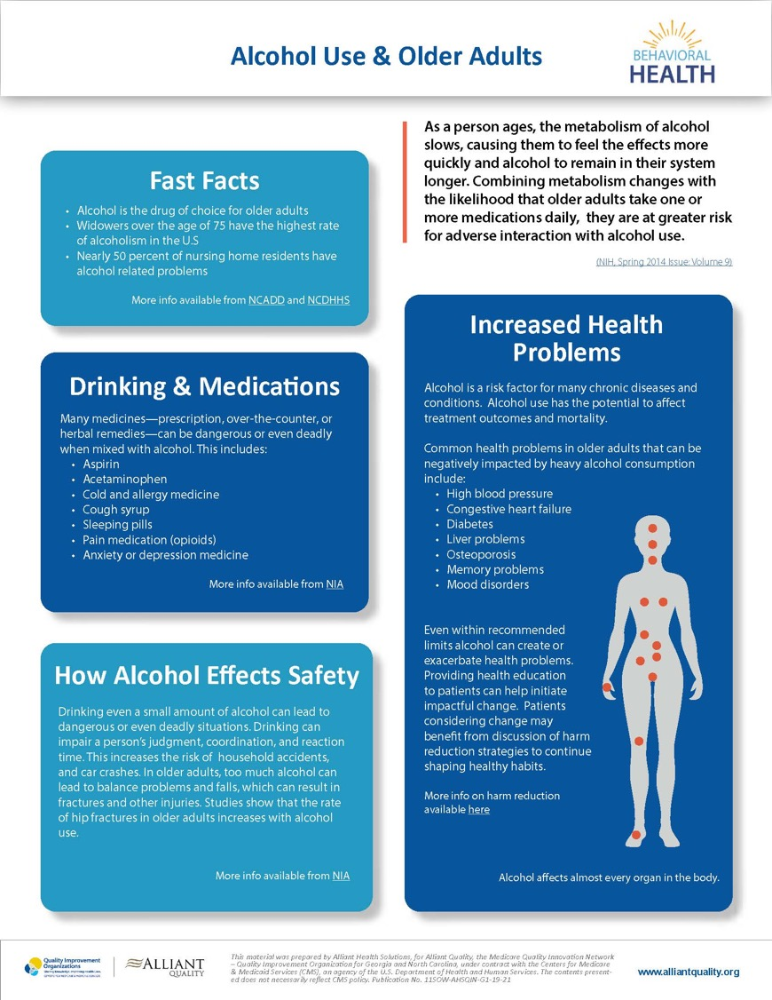 Alcohol Use & Older Adults
BEHAVIORAL
HEALTH
As a person ages, the metabolism of alcohol
slows, causing them to feel the effects more
quickly and alcohol to remain in their system
longer. Combining metabolism changes with
the likelihood that older adults take one or
more medications daily, they are at greater risk
for adverse interaction with alcohol use.
(NIH, Spring 2014 Issue: Volume 9)
Fast Facts
• Alcohol is the drug of choice for older adults
• Widowers over the age of 75 have the highest rate
of alcoholism in the U.S
• Nearly 50 percent of nursing home residents have
alcohol related problems
More info available from NCADD and NCDHHS
Drinking & Medications
Many medicines—prescription, over-the-counter, or
herbal remedies—can be dangerous or even deadly
when mixed with alcohol. This includes:
• Aspirin
• Acetaminophen
• Cold and allergy medicine
• Cough syrup
• Sleeping pills
• Pain medication (opioids)
• Anxiety or depression medicine
More info available from NIA
How Alcohol Effects Safety
Drinking even a small amount of alcohol can lead to
dangerous or even deadly situations. Drinking can
impair a person's judgment, coordination, and reaction
time. This increases the risk of household accidents,
and car crashes. In older adults, too much alcohol can
lead to balance problems and falls, which can result in
fractures and other injuries. Studies show that the rate
of hip fractures in older adults increases with alcohol
use.
More info available from NIA
Increased Health
Problems
Alcohol is a risk factor for many chronic diseases and
conditions. Alcohol use has the potential to affect
treatment outcomes and mortality.
Common health problems in older adults that can be
negatively impacted by heavy alcohol consumption
include:
• High blood pressure
• Congestive heart failure
• Diabetes
• Liver problems
• Osteoporosis
• Memory problems
• Mood disorders
Even within recommended
limits alcohol can create or
exacerbate health problems.
Providing health education
to patients can help initiate
impactful change. Patients
considering change may
benefit from discussion of harm
reduction strategies to continue
shaping healthy habits.
More info on harm reduction
available here
Alcohol affects almost every organ in the body.
Quality Improvement
Organizations
ALLIANT
QUALITY
This material was prepared by Alliant Health Solutions, for Alliant Quality, the Medicare Quality Innovation Network
– Quality Improvement Organization for Georgia and North Carolina, under contract with the Centers for Medicare
& Medicaid Services (CMS), an agency of the U.S. Department of Health and Human Services. The contents present-
ed does not necessarily reflect CMS policy. Publication No. 11SOW-AHSQIN-G1-19-21
www.alliantquality.org